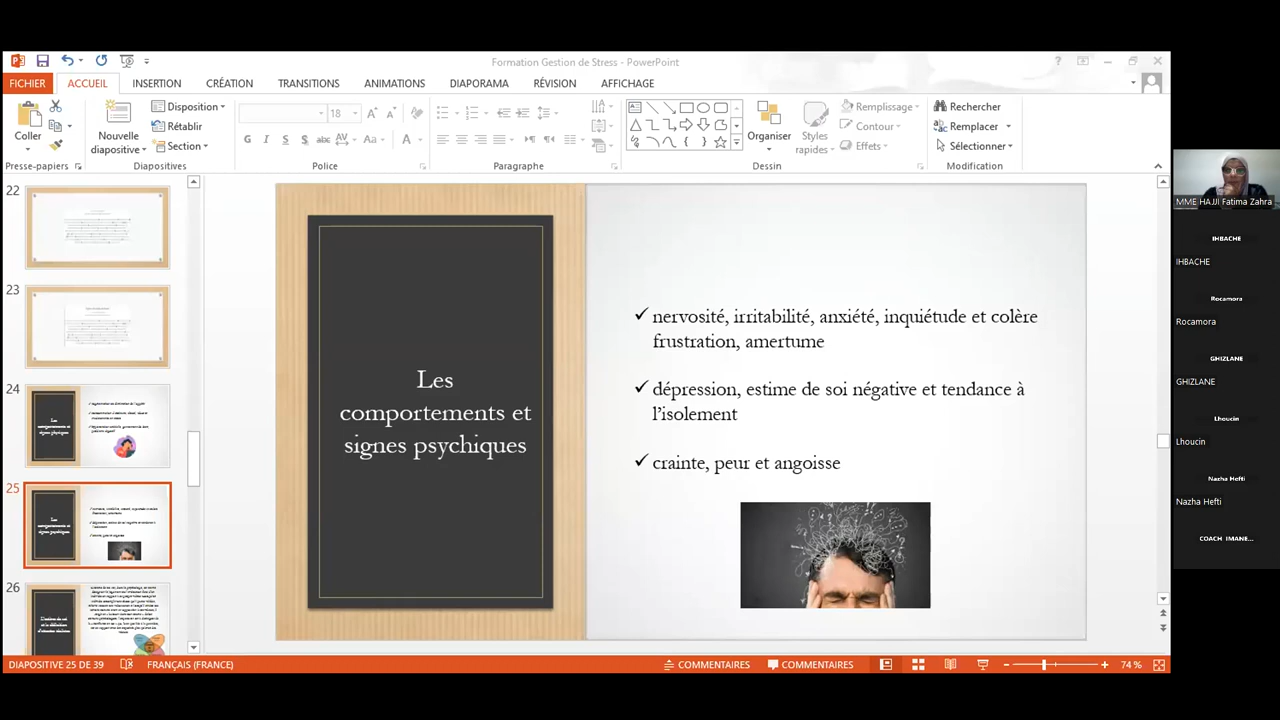 Formation Gestion de Stress - PowerPoint
FICHIER ACCUEIL INSERTION CRÉATION TRANSITIONS ANIMATIONS DIAPORAMA RÉVISION AFFICHAGE
Coller
Presse-papiers
Nouvelle diapositive
Disposition
Rétablir
Section
Diapositives
18
G I S S abc AV Aa A
Police
Paragraphe
Organiser
Styles rapides
Remplissage
Contour
Effets
Dessin
Rechercher
Remplacer
Sélectionner
Modification
22
23
24
25
26
Les
comportements et
signes psychiques
nervosité, irritabilité, anxiété, inquiétude et colère
frustration, amertume
dépression, estime de soi négative et tendance à
l’isolement
crainte, peur et angoisse
MME HAJJI Fatima Zahra
IHBACHE
IHBACHE
Rocamora
Rocamora
GHIZLANE
GHIZLANE
Lhoucin
Lhoucin
Nazha Hefti
Nazha Hefti
COACH IMANE...
DIAPOSITIVE 25 DE 39 FRANÇAIS (FRANCE) COMMENTAIRES COMMENTAIRES 74 %